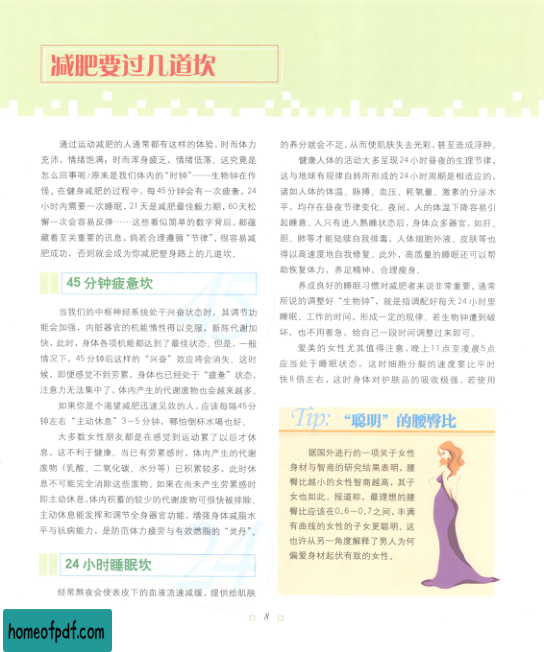 减肥要过几道坎
通过运动减肥的人通常都有这样的体验，时而体力
充沛，情绪饱满；时而浑身疲乏，情绪低落。这究竟是
怎么回事呢？原来是我们体内的“时钟”——生物钟在作
怪。在健身减肥的过程中，每45分钟会有一次疲惫，24
小时内需要一次睡眠，21天是减肥最佳毅力期，60天松
懈一次会容易反弹……这些看似简单的数字背后，都蕴
藏着至关重要的讯息，倘若合理遵循“节律”，很容易减
肥成功，否则就会成为你减肥塑身路上的几道坎。
45分钟疲惫坎
当我们的中枢神经系统处于兴奋状态时，其调节功
能会加强，内脏器官的机能惰性得以克服，新陈代谢加
快，此时，身体各项机能都达到了最佳状态。但是，一般
情况下，45分钟后这样的“兴奋”效应将会消失。这时
候，即便感觉不到劳累，身体也已经处于“疲惫”状态，
注意力无法集中了，体内产生的代谢废物也会越来越多。
如果你是个渴望减肥迅速见效的人，应该每隔45分
钟左右“主动休息”3～5分钟，哪怕倒杯水喝也好。
大多数女性朋友都是在感觉到运动累了以后才休
息，这不利于健康。当已有劳累感时，体内产生的代谢
废物（乳酸、二氧化碳、水分等）已积累较多，此时休
息不可能完全消除这些废物。如果在尚未产生劳累感时
即主动休息，体内积蓄的较少的代谢废物可很快被排除。
主动休息能发挥和调节全身器官功能，增强身体减脂水
平与抗病能力，是防范体力疲劳与有效燃脂的“灵丹”。
24小时睡眠坎
经常熬夜会使表皮下的血液流速减缓，提供给肌肤
的养分就会不足，从而使肌肤失去光彩，甚至造成浮肿。
健康人体的活动大多呈现24小时昼夜的生理节律，
这与地球有规律自转所形成的24小时周期是相适应的，
诸如人体的体温、脉搏、血压、耗氧量、激素的分泌水
平，均存在昼夜节律变化。夜间，人的体温下降容易引
起睡意。人只有进入熟睡状态后，身体众多器官，如肝、
胆、肺等才能陆续自我排毒，人体细胞外液、皮肤等也
得以高速度地自我修复。此外，高质量的睡眠还可以帮
助恢复体力，养足精神，合理瘦身。
养成良好的睡眠习惯对减肥者来说非常重要，通常
所说的调整好“生物钟”，就是指调配好每天24小时里
睡眠、工作的时间，形成一定的规律。若生物钟遭到破
坏，也不用着急，给自己一段时间调整过来即可。
爱美的女性尤其值得注意，晚上11点至凌晨5点
应当处于睡眠状态，这时细胞分裂的速度要比平时
快8倍左右，这时身体对护肤品的吸收极强，若使用
Tip: “聪明”的腰臀比
据国外进行的一项关于女性
身材与智商的研究结果表明，腰
臀比越小的女性智商越高，其子
女也如此。报道称，最理想的腰
臀比应该在0.6~0.7之间，丰满
有曲线的女性的子女更聪明。这
也许从另一角度解释了男人为何
偏爱身材起伏有致的女性。
8
homeofpdf.com